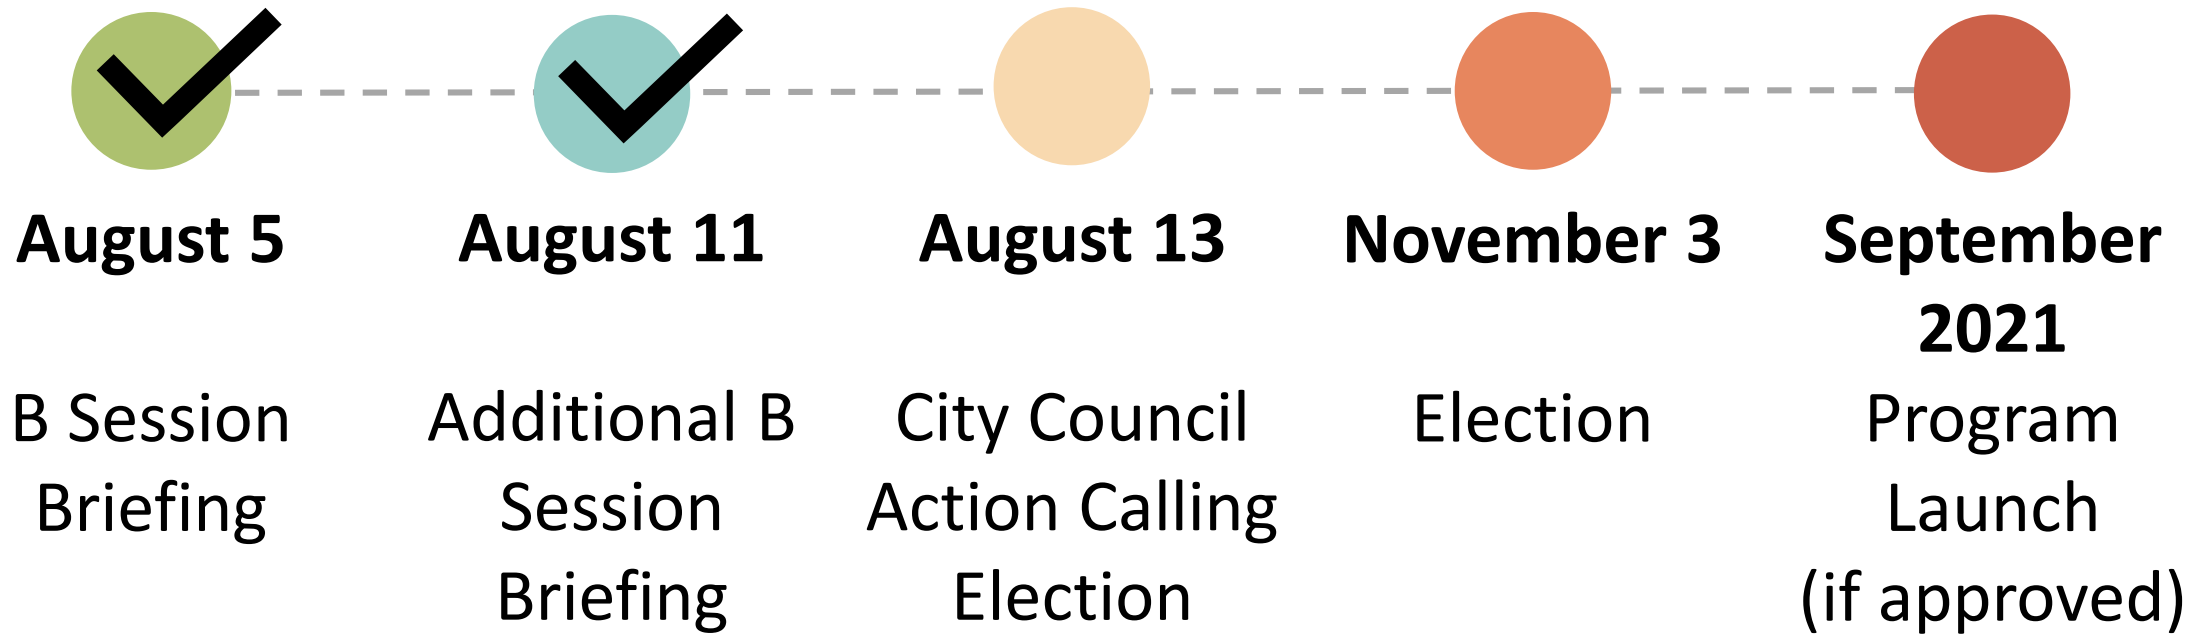 August 5
B Session
Briefing
August 11
Additional B
Session
Briefing
August 13
City Council
Action Calling
Election
November 3
Election
September
2021
Program
Launch
(if approved)